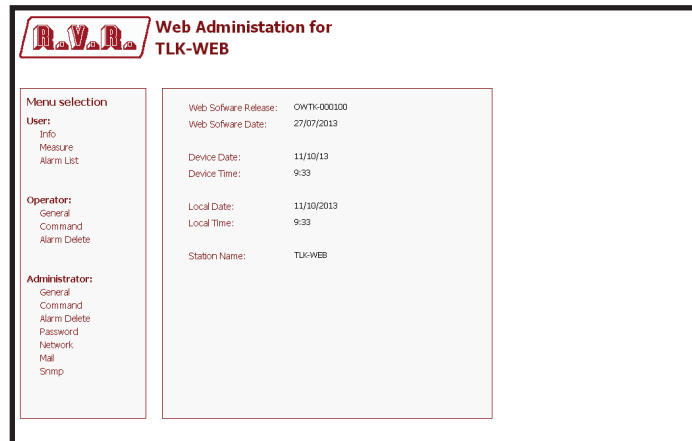 R.V.R.
Web Administation for
TLK-WEB
Menu selection
User:
Info
Measure
Alarm List
Operator:
General
Command
Alarm Delete
Administrator:
General
Command
Alarm Delete
Password
Network
Mail
Snmp
Web Sofware Release: OWTK-000100
Web Sofware Date: 27/07/2013
Device Date: 11/10/13
Device Time: 9:33
Local Date: 11/10/2013
Local Time: 9:33
Station Name: TLK-WEB